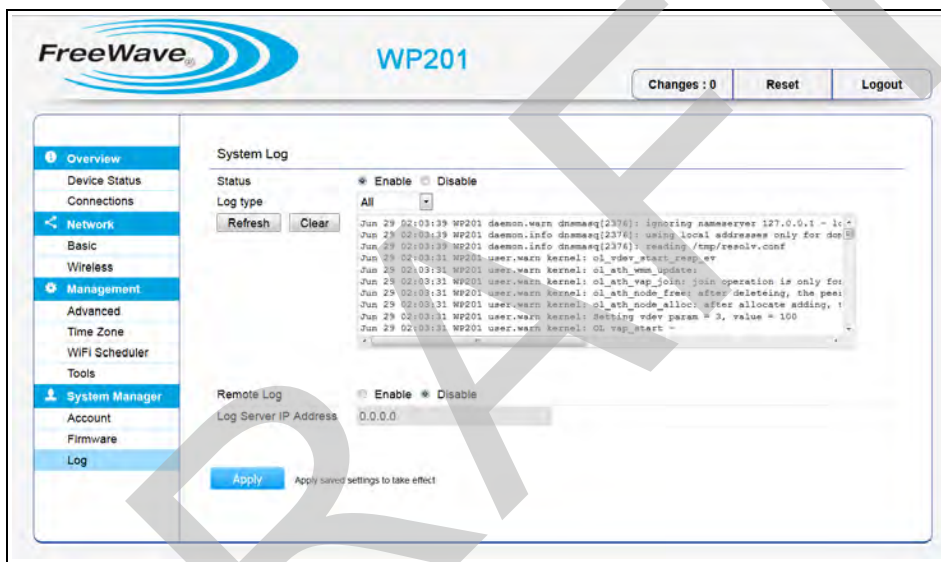 FreeWave®
WP201
Changes : 0 Reset Logout
Overview
Device Status
Connections
Network
Basic
Wireless
Management
Advanced
Time Zone
WiFi Scheduler
Tools
System Manager
Account
Firmware
Log
System Log
Status Enable Disable
Log type All
Refresh Clear
Jun 29 02:03:39 WP201 daemon.warn dnsmasq[2376]: ignoring nameserver 127.0.0.1 -
Jun 29 02:03:39 WP201 daemon.info dnsmasq[2376]: using local addresses only for
Jun 29 02:03:39 WP201 daemon.info dnsmasq[2376]: reading /tmp/resolv.conf
Jun 29 02:03:31 WP201 user.warn kernel: ol_vdev_start_resp_ev
Jun 29 02:03:31 WP201 user.warn kernel: ol_ath_wmm_update:
Jun 29 02:03:31 WP201 user.warn kernel: ol_ath_vap_join: join operation is only for
Jun 29 02:03:31 WP201 user.warn kernel: ol_ath_node_free: after deleteing, the
Jun 29 02:03:31 WP201 user.warn kernel: ol_ath_node_alloc: after allocate adding,
Jun 29 02:03:31 WP201 user.warn kernel: Setting vdev param = 3, value = 100
Jun 29 02:03:31 WP201 user.warn kernel: OL vap_start -
Remote Log Enable Disable
Log Server IP Address 0.0.0.0
Apply Apply saved settings to take effect